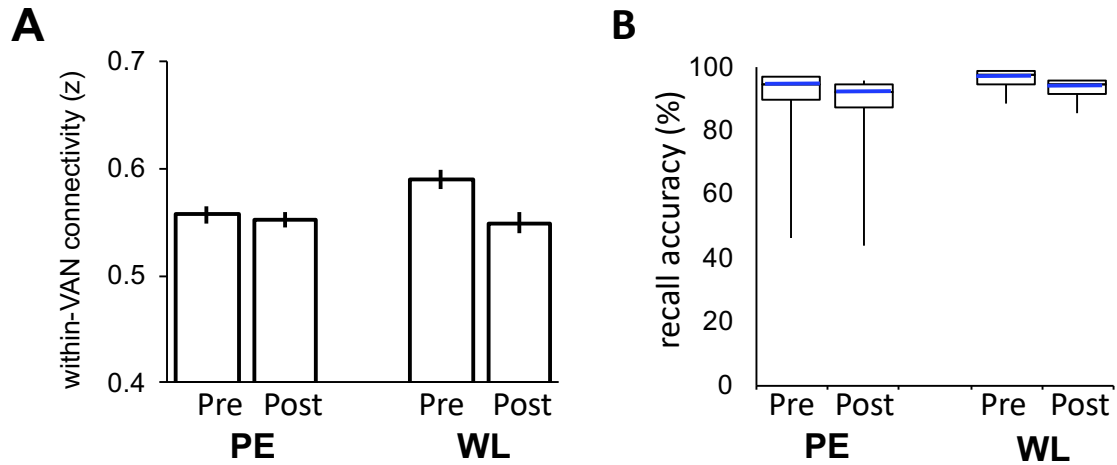 A
within-VAN connectivity (z)
0.7
0.6
0.5
0.4
Pre Post Pre Post
PE WL
B
recall accuracy (%)
100
80
60
40
20
0
Pre Post Pre Post
PE WL